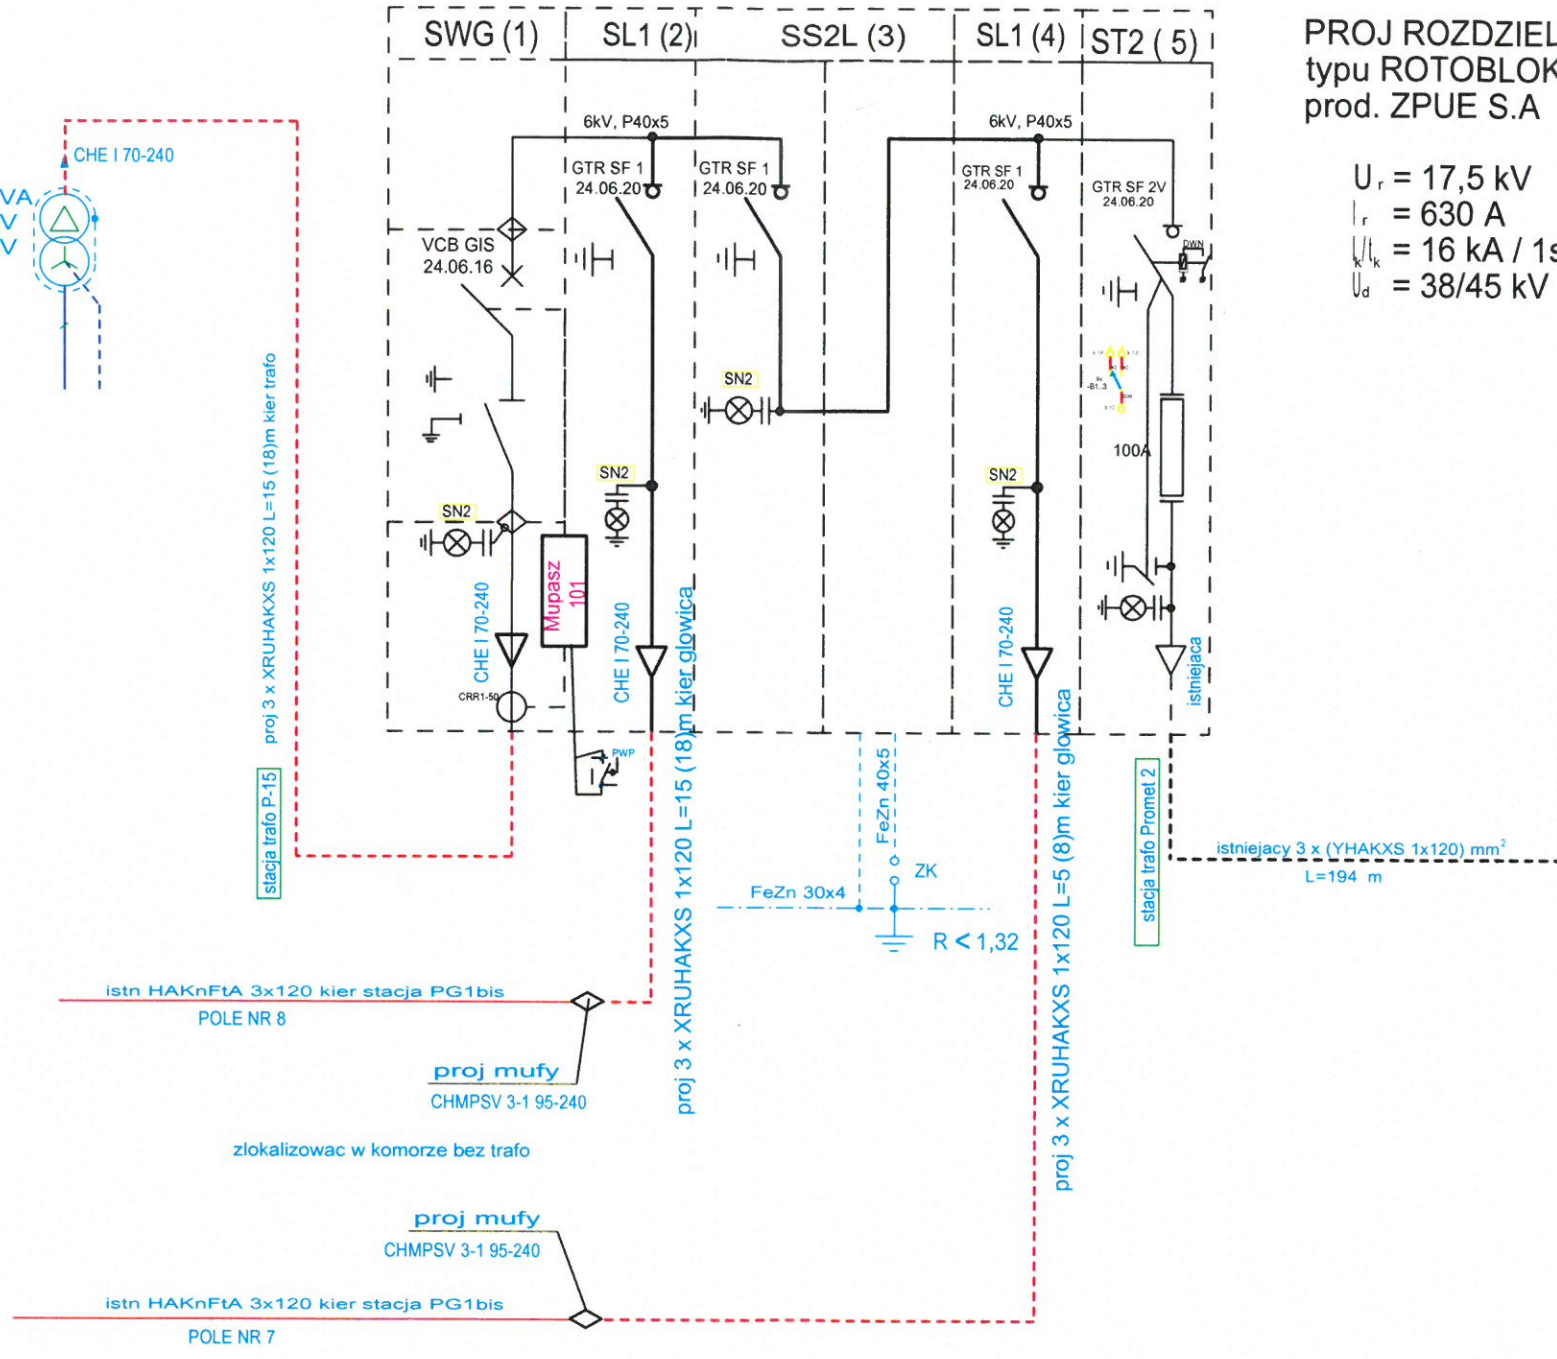 SWG (1)
SL1 (2)
SS2L (3)
SL1 (4)
ST2 ( 5)
PROJ ROZDZIEL
typu ROTOBLOK
prod. ZPUE S.A
U r = 17,5 kV
I r = 630 A
= 16 kA / 1s
U d = 38/45 kV
VA
V
V
CHE I 70-240
6kV, P40x5
6kV, P40x5
GTR SF 1
24.06.20
GTR SF 1
24.06.20
GTR SF 1
24.06.20
GTR SF 2V
24.06.20
VCB GIS
24.06.16
DWN
SN2
SN2
SN2
SN2
-B1..3
100A
Mupasz
101
CHE I 70-240
CHE I 70-240
CHE I 70-240
istniejaca
CRR1-50
PWP
proj 3 x XRUHAKXS 1x120 L=15 (18)m kier trafo
stacja trafo P-15
proj 3 x XRUHAKXS 1x120 L=15 (18)m kier glowica
proj 3 x XRUHAKXS 1x120 L=5 (8)m kier glowica
stacja trafo Promet 2
FeZn 40x5
ZK
FeZn 30x4
R < 1,32
istniejacy 3 x (YHAKXS 1x120) mm²
L=194 m
istn HAKnFtA 3x120 kier stacja PG1bis
POLE NR 8
proj mufy
CHMPSV 3-1 95-240
zlokalizowac w komorze bez trafo
proj mufy
CHMPSV 3-1 95-240
istn HAKnFtA 3x120 kier stacja PG1bis
POLE NR 7